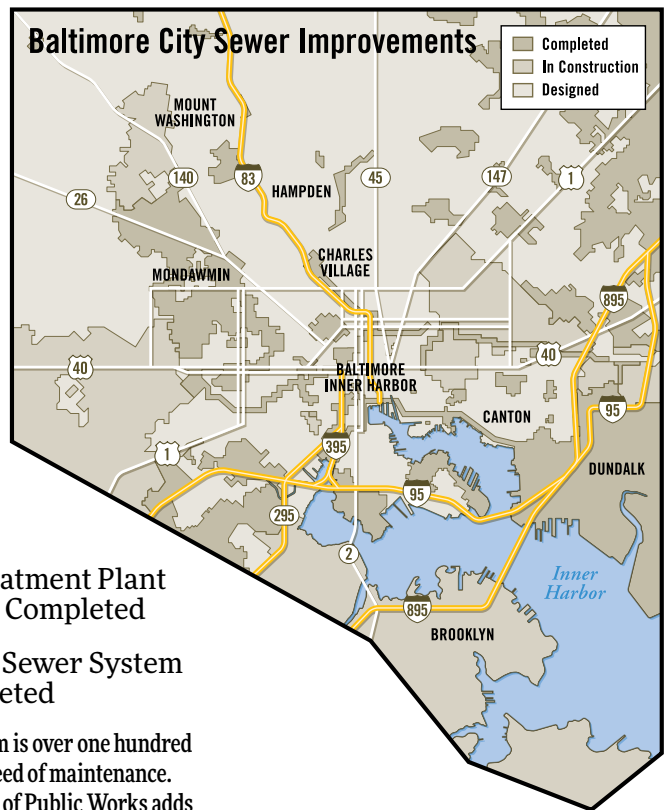 Baltimore City Sewer Improvements
Completed
In Construction
Designed
MOUNT
WASHINGTON
140
83
HAMPDEN
45
147
1
26
CHARLES
VILLAGE
MONDAWMIN
895
40
40
BALTIMORE
INNER HARBOR
CANTON
95
395
1
DUNDALK
95
295
2
Inner
Harbor
895
BROOKLYN
eatment Plant
Completed
Sewer System
eted
m is over one hundred
eed of maintenance.
of Public Works adds